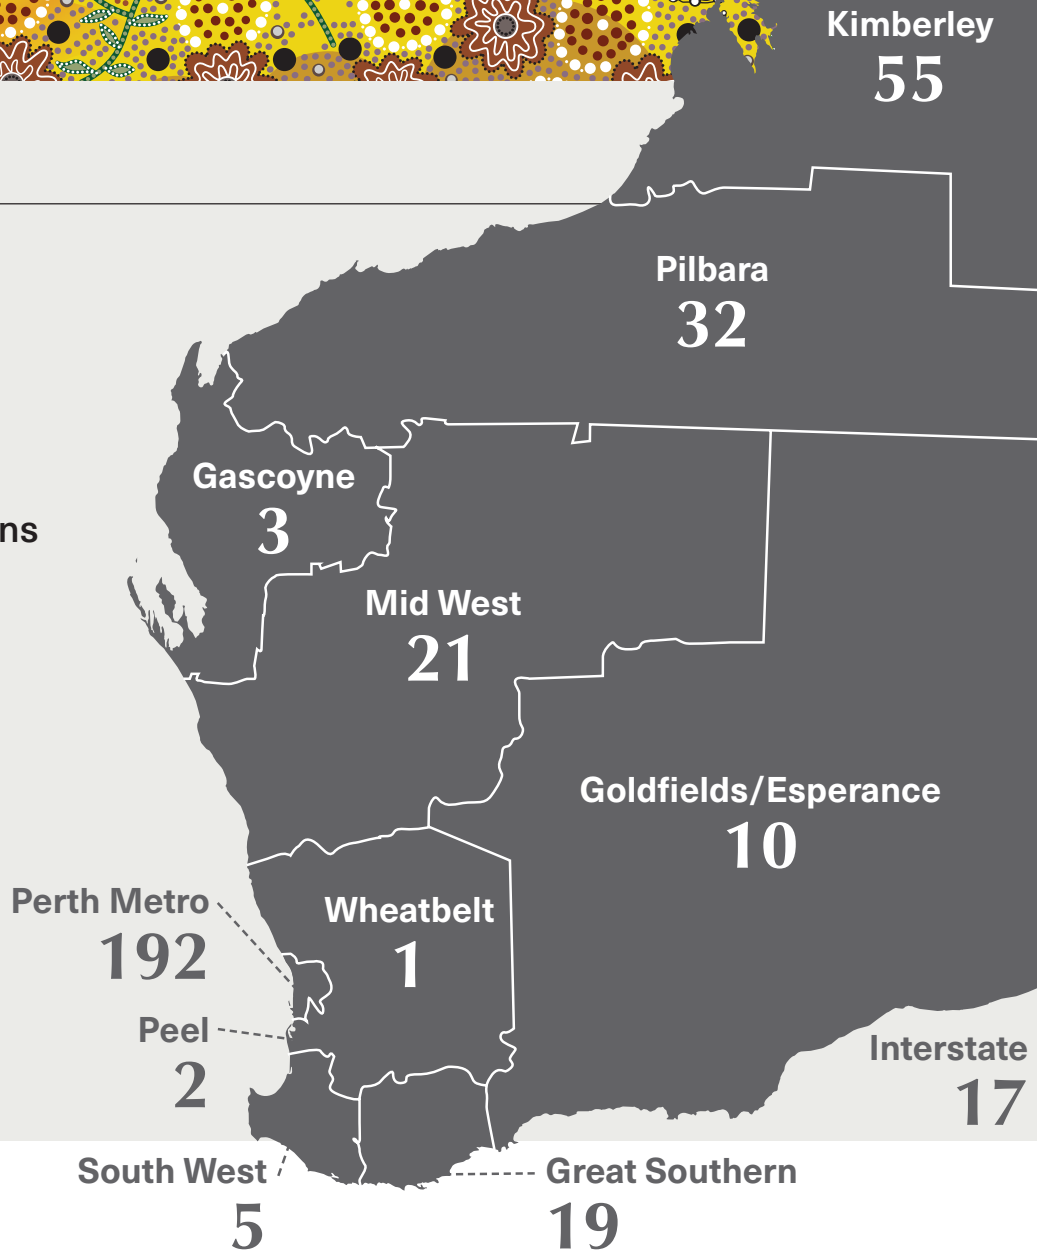 Kimberley
55
Pilbara
32
Gascoyne
3
ns
Mid West
21
Goldfields/Esperance
10
Perth Metro
192
Wheatbelt
1
Peel
2
Interstate
17
South West
5
Great Southern
19